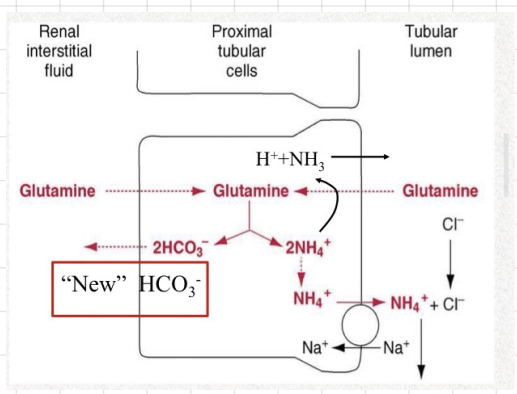 Renal
interstitial
fluid
Proximal
tubular
cells
Tubular
lumen
H⁺+NH₃
Glutamine
Glutamine
Glutamine
Cl⁻
2HCO₃⁻
2NH₄⁺
“New” HCO₃⁻
NH₄⁺
NH₄⁺ + Cl⁻
Na⁺
Na⁺